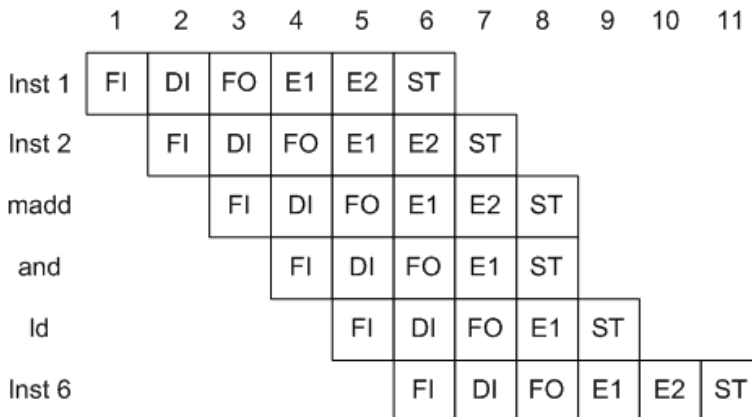 1 2 3 4 5 6 7 8 9 10 11
Inst 1 FI DI FO E1 E2 ST
Inst 2 FI DI FO E1 E2 ST
madd FI DI FO E1 E2 ST
and FI DI FO E1 ST
ld FI DI FO E1 ST
Inst 6 FI DI FO E1 E2 ST